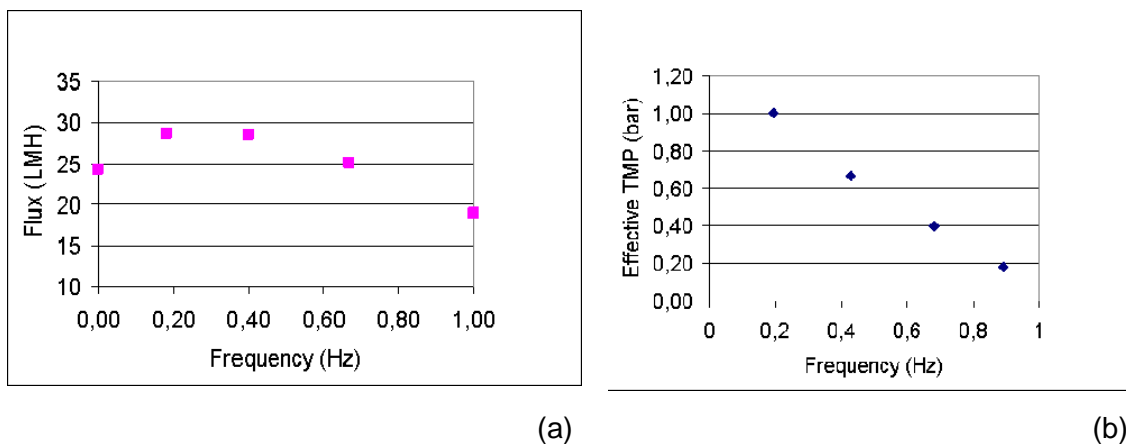 35
30
25
20
15
10
Flux (LMH)
0,00 0,20 0,40 0,60 0,80 1,00
Frequency (Hz)
(a)
1,20
1,00
0,80
0,60
0,40
0,20
0,00
Effective TMP (bar)
0 0,2 0,4 0,6 0,8 1
Frequency (Hz)
(b)